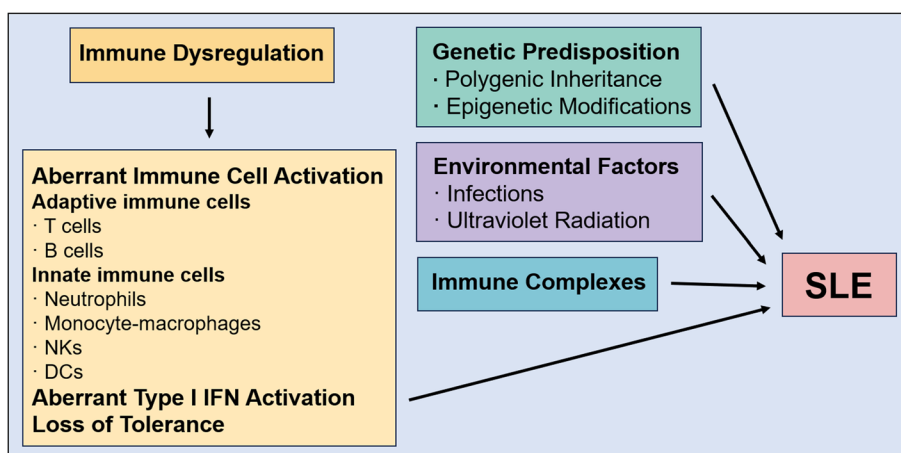 Immune Dysregulation
Aberrant Immune Cell Activation
Adaptive immune cells
· T cells
· B cells
Innate immune cells
· Neutrophils
· Monocyte-macrophages
· NKs
· DCs
Aberrant Type I IFN Activation
Loss of Tolerance
Genetic Predisposition
· Polygenic Inheritance
· Epigenetic Modifications
Environmental Factors
· Infections
· Ultraviolet Radiation
Immune Complexes
SLE